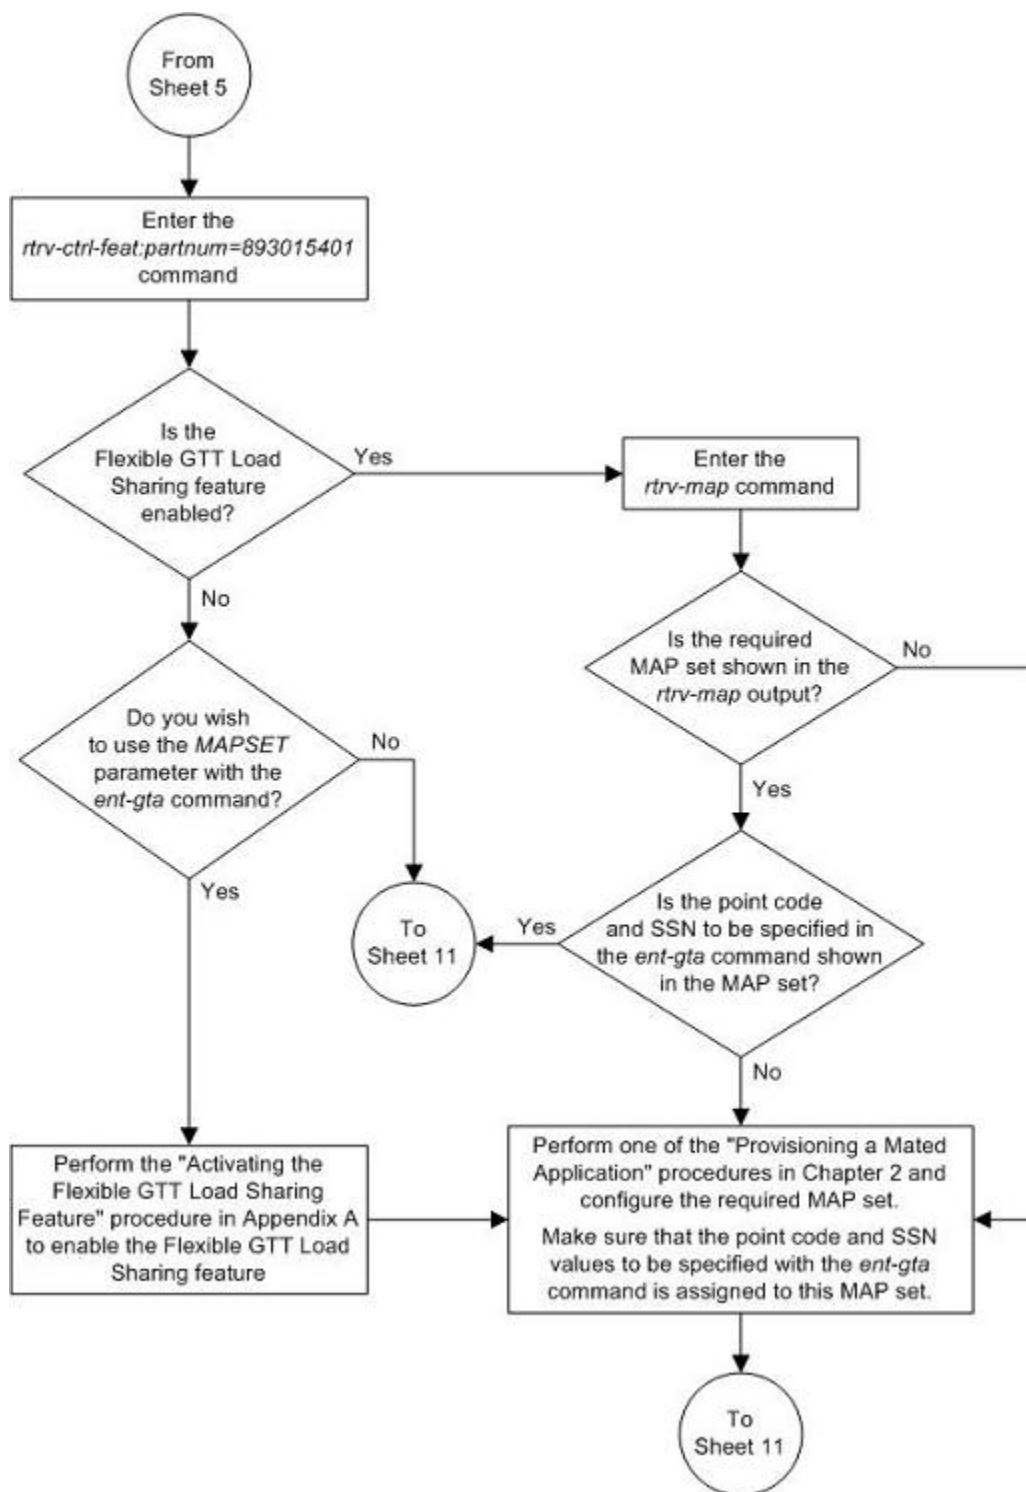 From
Sheet 5
Enter the
rtrv-ctrl-feat:partnum=893015401
command
Is the
Flexible GTT Load
Sharing feature
enabled?
Yes
No
Enter the
rtrv-map command
Is the required
MAP set shown in the
rtrv-map output?
No
Yes
Do you wish
to use the MAPSET
parameter with the
ent-gta command?
No
Yes
Is the point code
and SSN to be specified in
the ent-gta command shown
in the MAP set?
Yes
No
To
Sheet 11
Perform the "Activating the
Flexible GTT Load Sharing
Feature" procedure in Appendix A
to enable the Flexible GTT Load
Sharing feature
Perform one of the "Provisioning a Mated
Application" procedures in Chapter 2 and
configure the required MAP set.
Make sure that the point code and SSN
values to be specified with the ent-gta
command is assigned to this MAP set.
To
Sheet 11